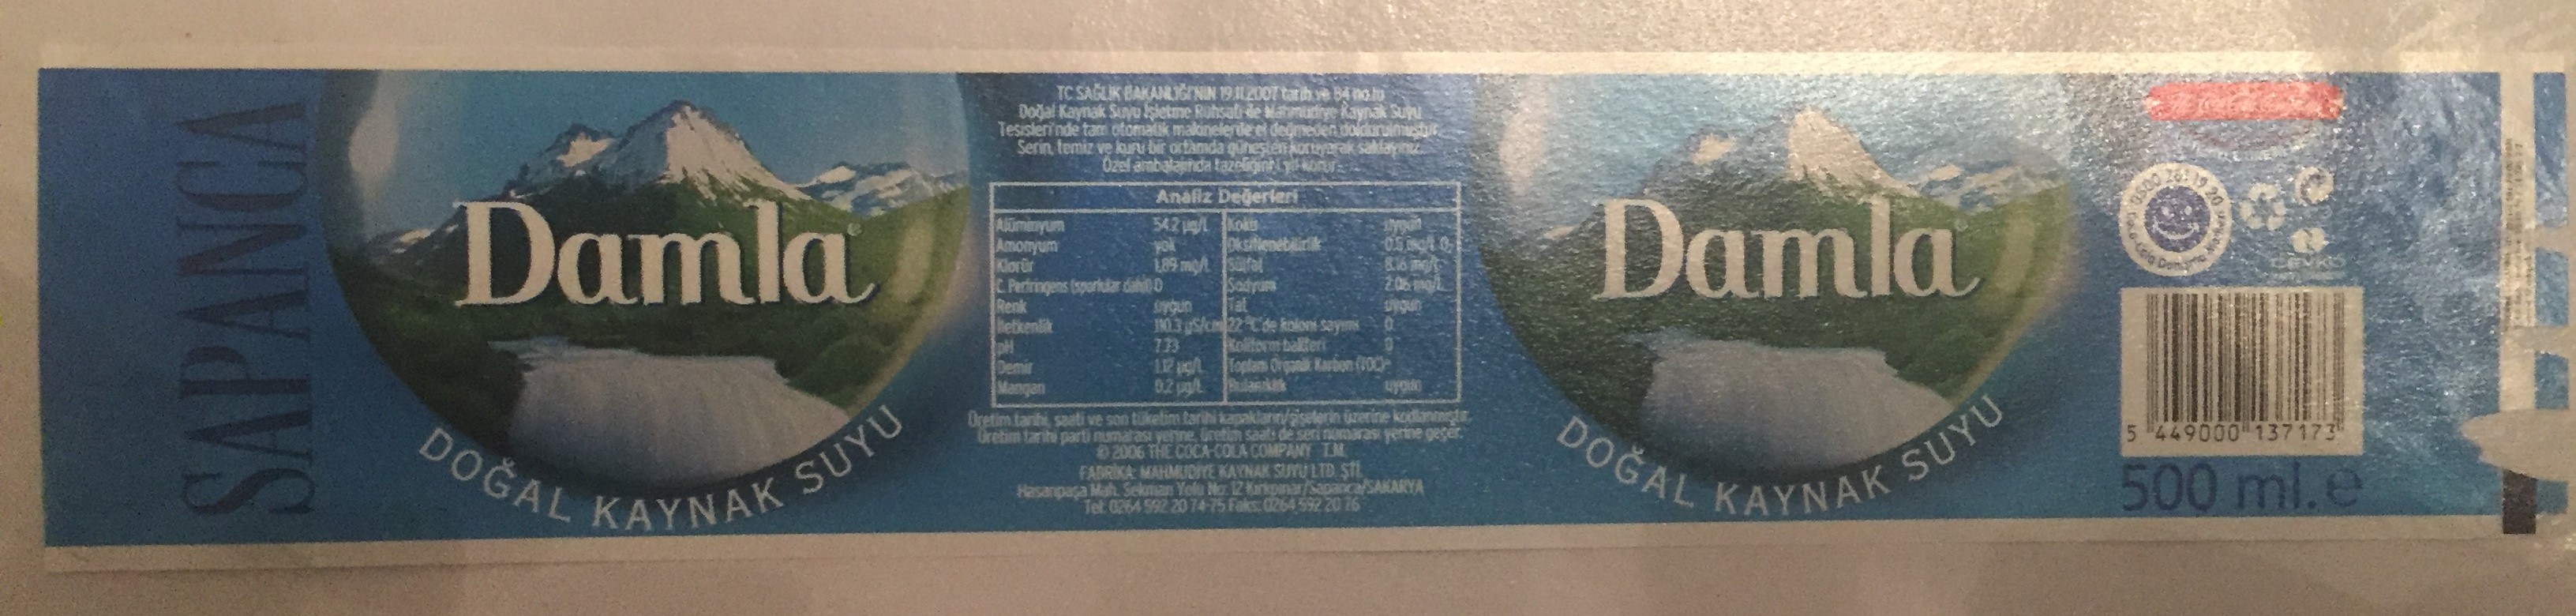 SAPANCA
Damla®
DOĞAL KAYNAK SUYU
TC SAĞLIK BAKANLIĞI'NIN 19.11.2007 tarih ve 84 no.lu
Doğal Kaynak Suyu İşletme Ruhsatı ile Mahmudiye Kaynak Suyu
Tesisleri'nde tam otomatik makinelerde el değmeden doldurulmuştur.
Serin, temiz ve kuru bir ortamda güneşten koruyarak saklayınız.
Özel ambalajında tazeliğini 1 yıl korur.
Analiz Değerleri
Alüminyum 54.2 µg/L Koku uygun
Amonyum yok Oksitlenebilirlik 0.5 mg/L O₂
Klorür 1.89 mg/L Sülfat 8.16 mg/L
C. Perfringens (sporlular dahil) 0 Sodyum 2.06 mg/L
Renk uygun Tat uygun
İletkenlik 110.3 µS/cm 22 °C'de koloni sayımı 0
pH 7.73 Koliform bakteri 0
Demir 1.12 µg/L Toplam Organik Karbon (TOC)
Mangan 0.2 µg/L Bulanıklık uygun
Üretim tarihi, saati ve son tüketim tarihi kapakların/şişelerin üzerine kodlanmıştır.
Üretim tarihi parti numarası yerine, üretim saati de seri numarası yerine geçer.
© 2006 THE COCA-COLA COMPANY T.M.
FABRİKA: MAHMUDİYE KAYNAK SUYU LTD. ŞTİ.
Hasanpaşa Mah. Sekman Yolu No: 12 Kırkpınar/Sapanca/SAKARYA
Tel: 0264 592 20 74-75 Faks: 0264 592 20 76
Damla
DOĞAL KAYNAK SUYU
0800 261 19 20
Coca-Cola Danışma Merkezi
ÇEVKO
5 449000 137173
500 ml. e